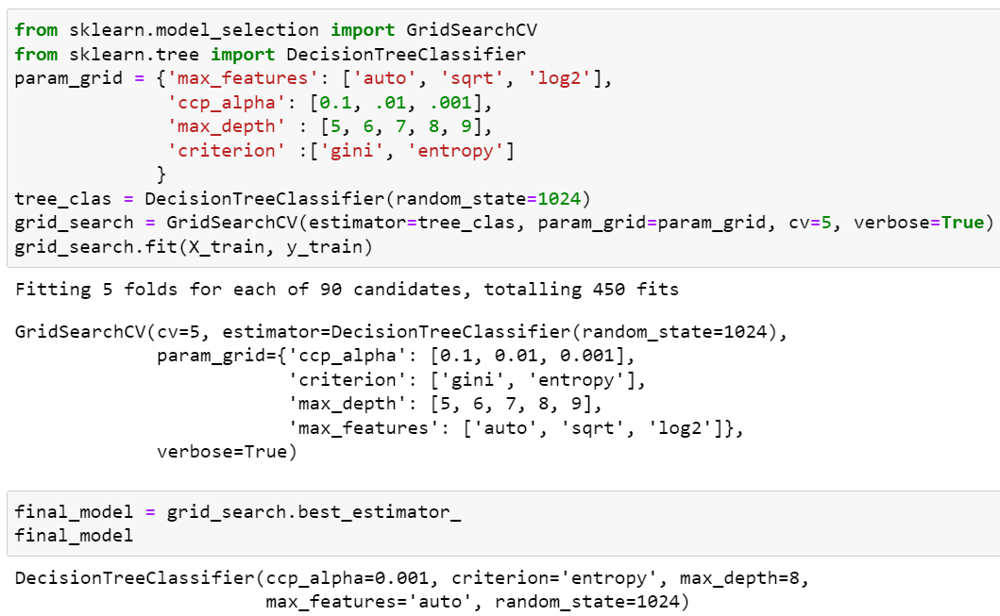 from sklearn.model_selection import GridSearchCV
from sklearn.tree import DecisionTreeClassifier
param_grid = {'max_features': ['auto', 'sqrt', 'log2'],
              'ccp_alpha': [0.1, .01, .001],
              'max_depth' : [5, 6, 7, 8, 9],
              'criterion' :['gini', 'entropy']
             }
tree_clas = DecisionTreeClassifier(random_state=1024)
grid_search = GridSearchCV(estimator=tree_clas, param_grid=param_grid, cv=5, verbose=True)
grid_search.fit(X_train, y_train)
Fitting 5 folds for each of 90 candidates, totalling 450 fits
GridSearchCV(cv=5, estimator=DecisionTreeClassifier(random_state=1024),
             param_grid={'ccp_alpha': [0.1, 0.01, 0.001],
                         'criterion': ['gini', 'entropy'],
                         'max_depth': [5, 6, 7, 8, 9],
                         'max_features': ['auto', 'sqrt', 'log2']},
             verbose=True)
final_model = grid_search.best_estimator_
final_model
DecisionTreeClassifier(ccp_alpha=0.001, criterion='entropy', max_depth=8,
                       max_features='auto', random_state=1024)